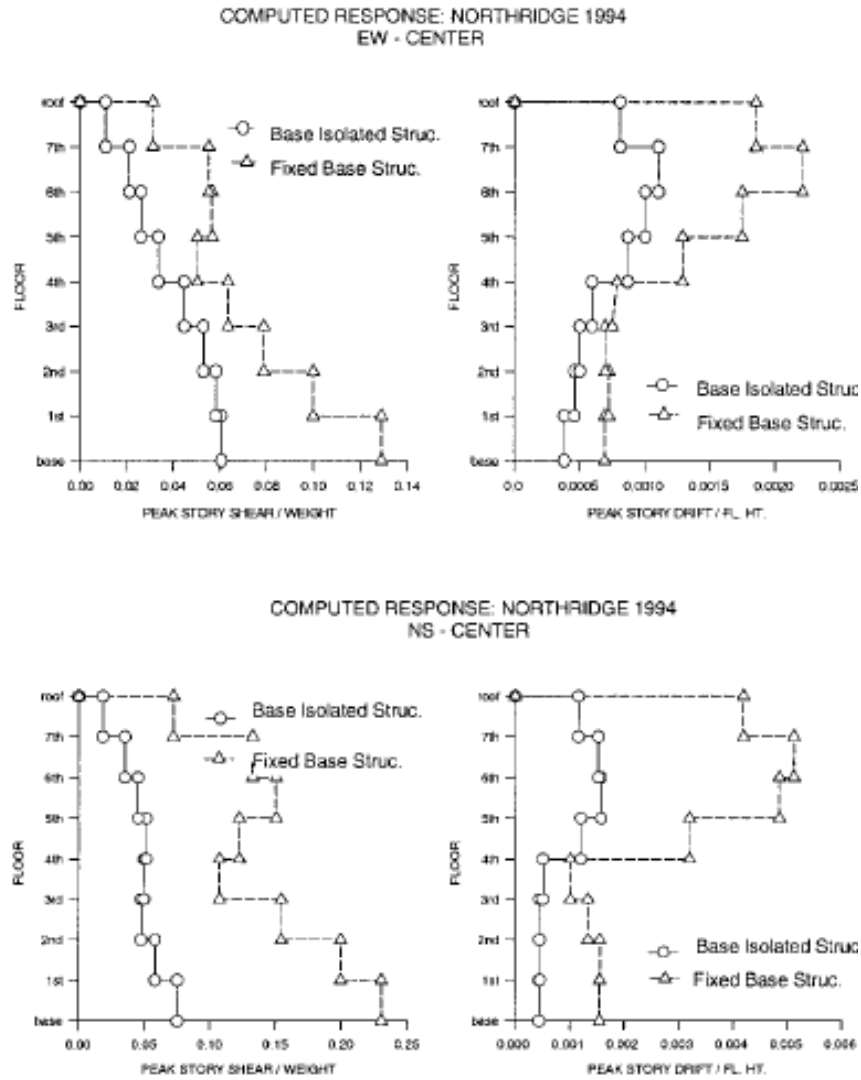 COMPUTED RESPONSE: NORTHRIDGE 1994
EW - CENTER
roof
7th
6th
5th
4th
3rd
2nd
1st
base
FLOOR
Base Isolated Struc.
Fixed Base Struc.
0.00 0.02 0.04 0.06 0.08 0.10 0.12 0.14
PEAK STORY SHEAR / WEIGHT
roof
7th
6th
5th
4th
3rd
2nd
1st
base
FLOOR
Base Isolated Struc
Fixed Base Struc.
0.0 0.0005 0.0010 0.0015 0.0020 0.0025
PEAK STORY DRIFT / FL. HT.
COMPUTED RESPONSE: NORTHRIDGE 1994
NS - CENTER
roof
7th
6th
5th
4th
3rd
2nd
1st
base
FLOOR
Base Isolated Struc.
Fixed Base Struc.
0.00 0.05 0.10 0.15 0.20 0.25
PEAK STORY SHEAR / WEIGHT
roof
7th
6th
5th
4th
3rd
2nd
1st
base
FLOOR
Base Isolated Struc
Fixed Base Struc.
0.000 0.001 0.002 0.003 0.004 0.005 0.006
PEAK STORY DRIFT / FL. HT.